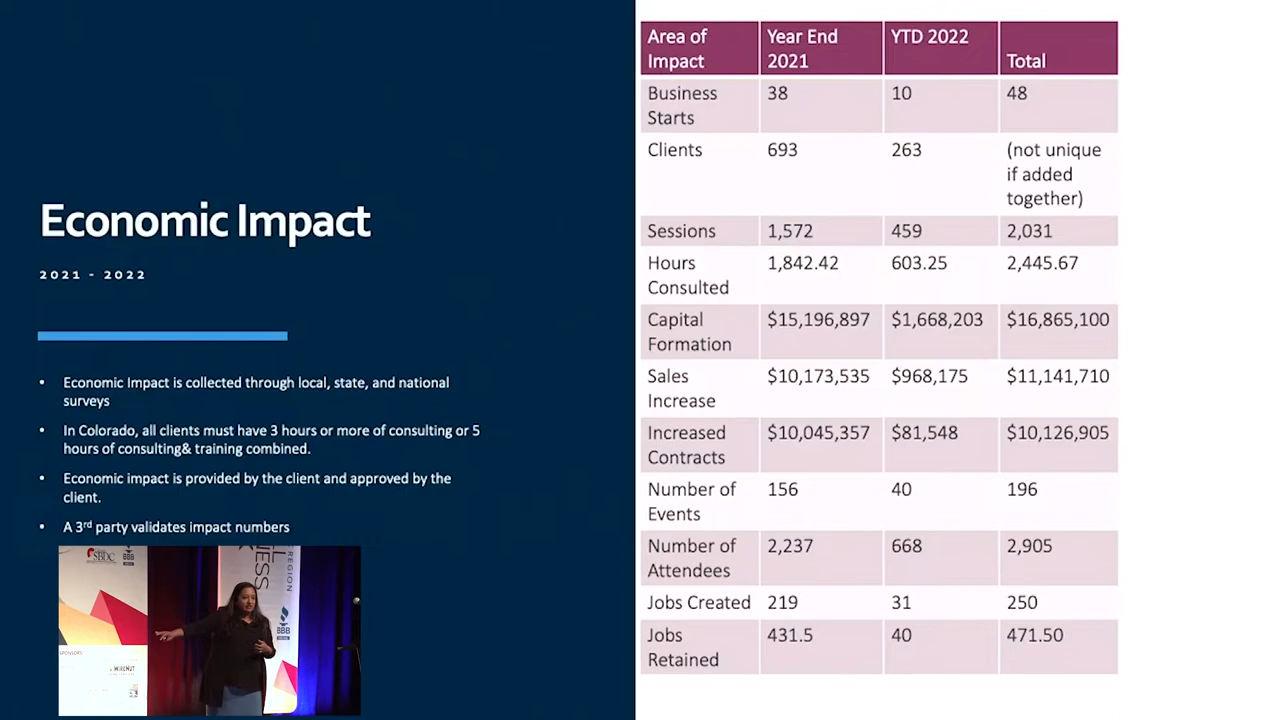 Economic Impact
2021 - 2022
• Economic Impact is collected through local, state, and national
surveys
• In Colorado, all clients must have 3 hours or more of consulting or 5
hours of consulting& training combined.
• Economic impact is provided by the client and approved by the
client.
• A 3rd party validates impact numbers
SBDC
BBB
REGION
NESS
BBB
SPONSORS
WIRENUT
Area of
Impact
Year End
2021
YTD 2022
Total
Business
Starts
38
10
48
Clients
693
263
(not unique
if added
together)
Sessions
1,572
459
2,031
Hours
Consulted
1,842.42
603.25
2,445.67
Capital
Formation
$15,196,897
$1,668,203
$16,865,100
Sales
Increase
$10,173,535
$968,175
$11,141,710
Increased
Contracts
$10,045,357
$81,548
$10,126,905
Number of
Events
156
40
196
Number of
Attendees
2,237
668
2,905
Jobs Created
219
31
250
Jobs
Retained
431.5
40
471.50